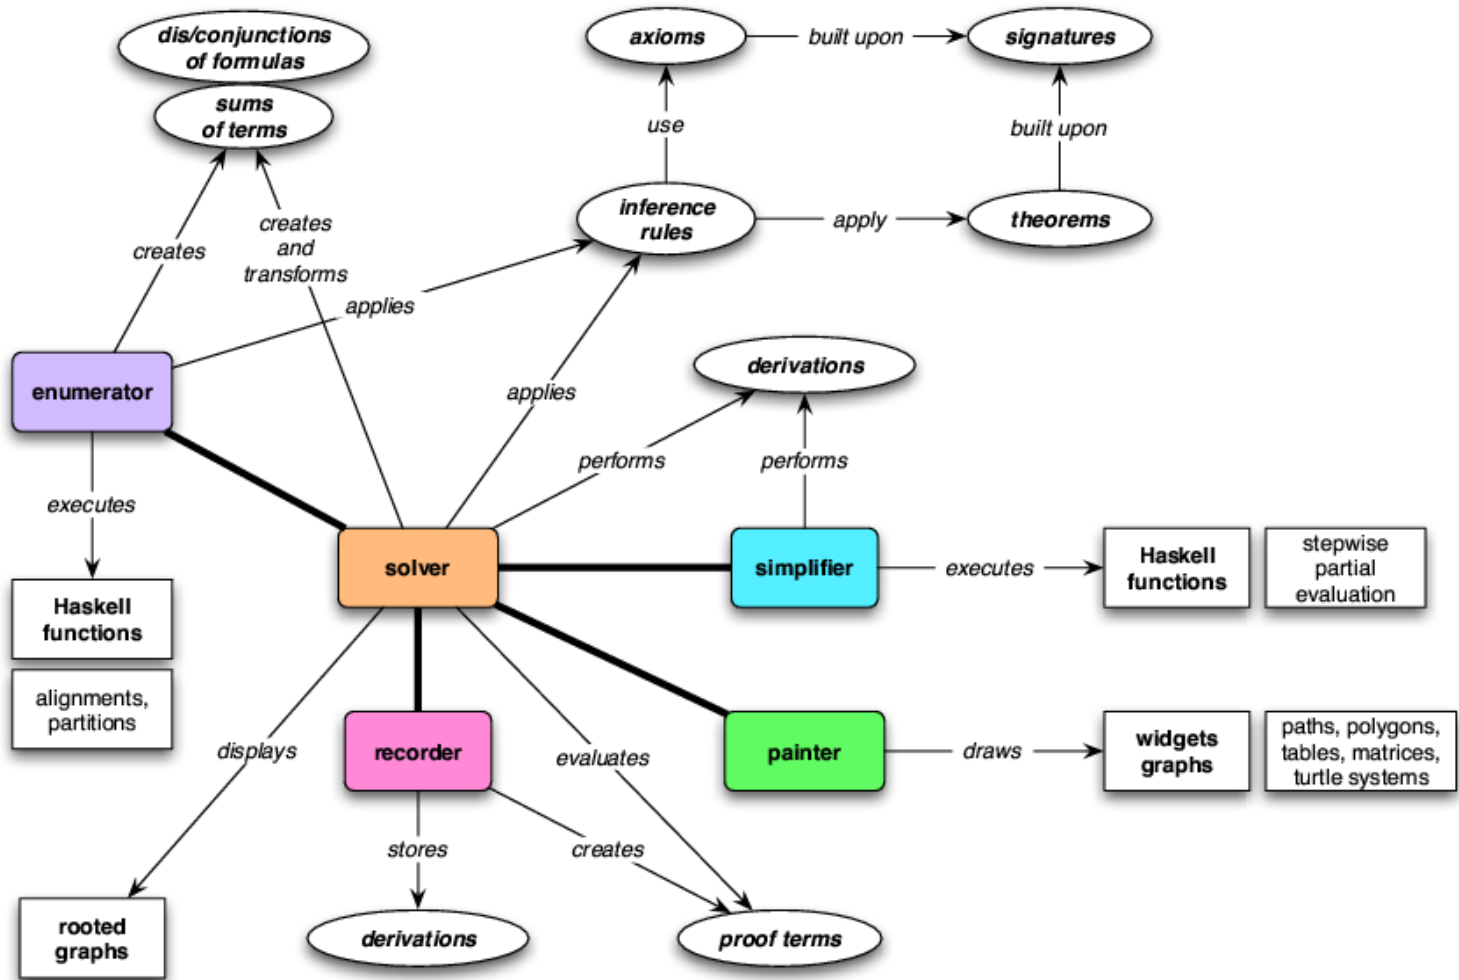 dis/conjunctions
of formulas
sums
of terms
axioms
built upon
signatures
use
built upon
inference
rules
apply
theorems
creates
creates
and
transforms
applies
applies
derivations
enumerator
performs
performs
executes
solver
simplifier
executes
Haskell
functions
stepwise
partial
evaluation
Haskell
functions
alignments,
partitions
displays
recorder
evaluates
painter
draws
widgets
graphs
paths, polygons,
tables, matrices,
turtle systems
stores
creates
rooted
graphs
derivations
proof terms